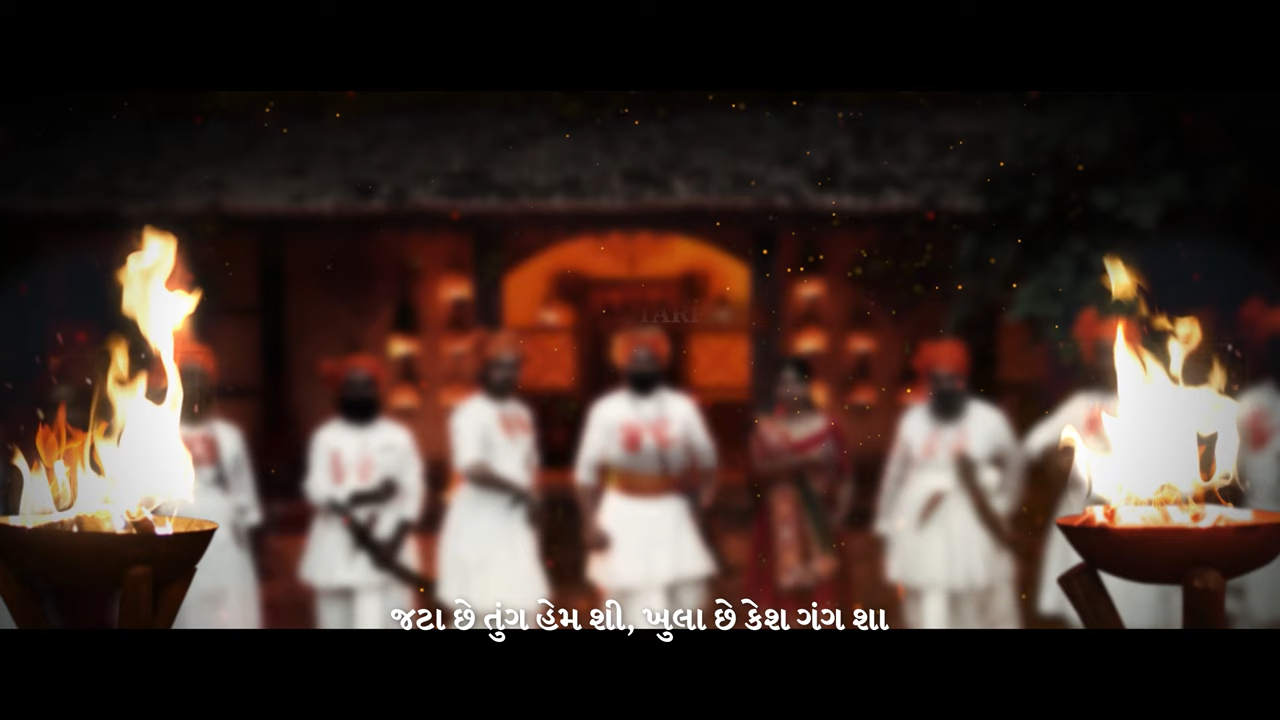 જટા છે તુંગ હેમ શી, ખુલા છે કેશ ગંગ શા